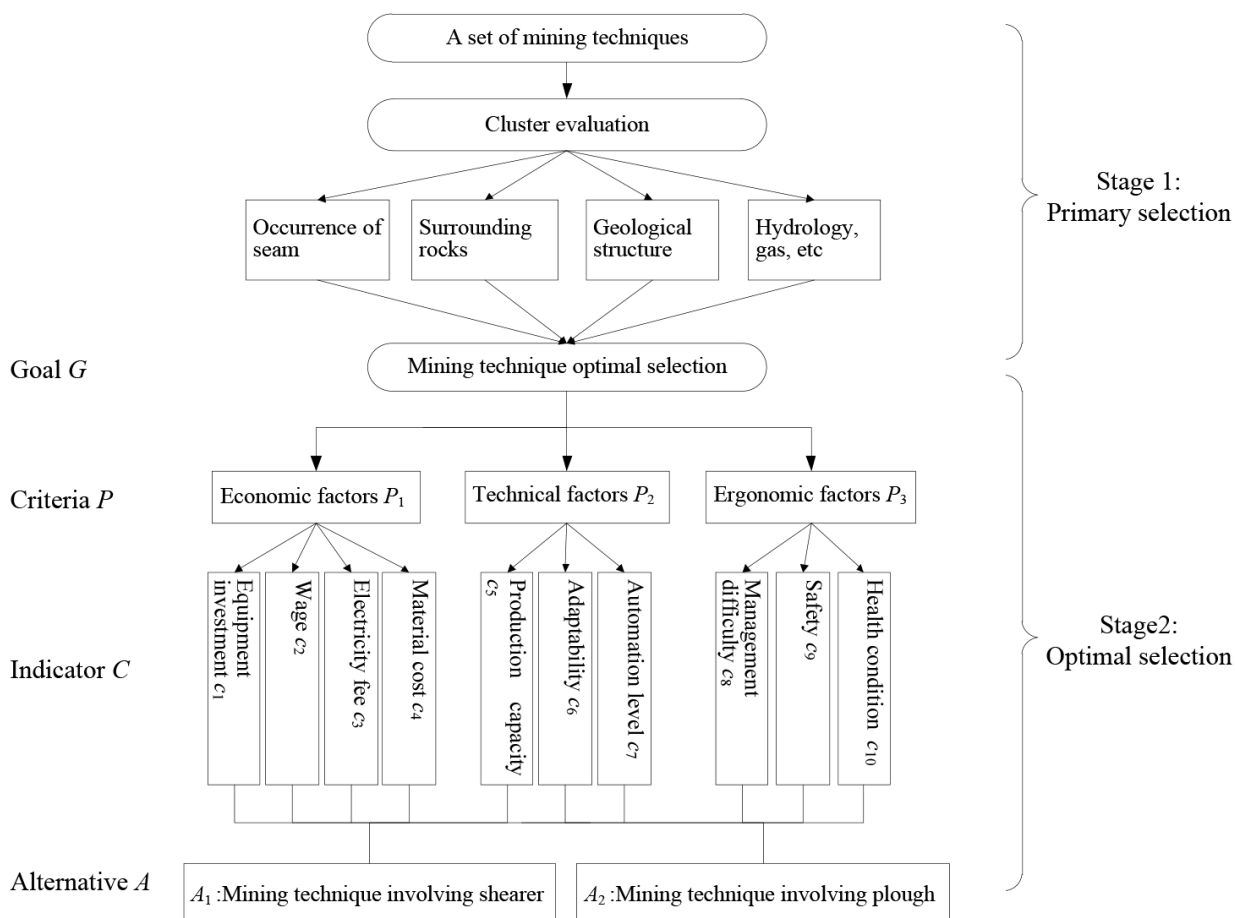 A set of mining techniques
Cluster evaluation
Occurrence of
seam
Surrounding
rocks
Geological
structure
Hydrology,
gas, etc
Stage 1:
Primary selection
Goal G
Mining technique optimal selection
Criteria P
Economic factors P₁
Technical factors P₂
Ergonomic factors P₃
Indicator C
Equipment
investment c₁
Wage c₂
Electricity fee c₃
Material cost c₄
Production capacity
c₅
Adaptability c₆
Automation level c₇
Management
difficulty c₈
Safety c₉
Health condition c₁₀
Stage2:
Optimal selection
Alternative A
A₁ :Mining technique involving shearer
A₂ :Mining technique involving plough